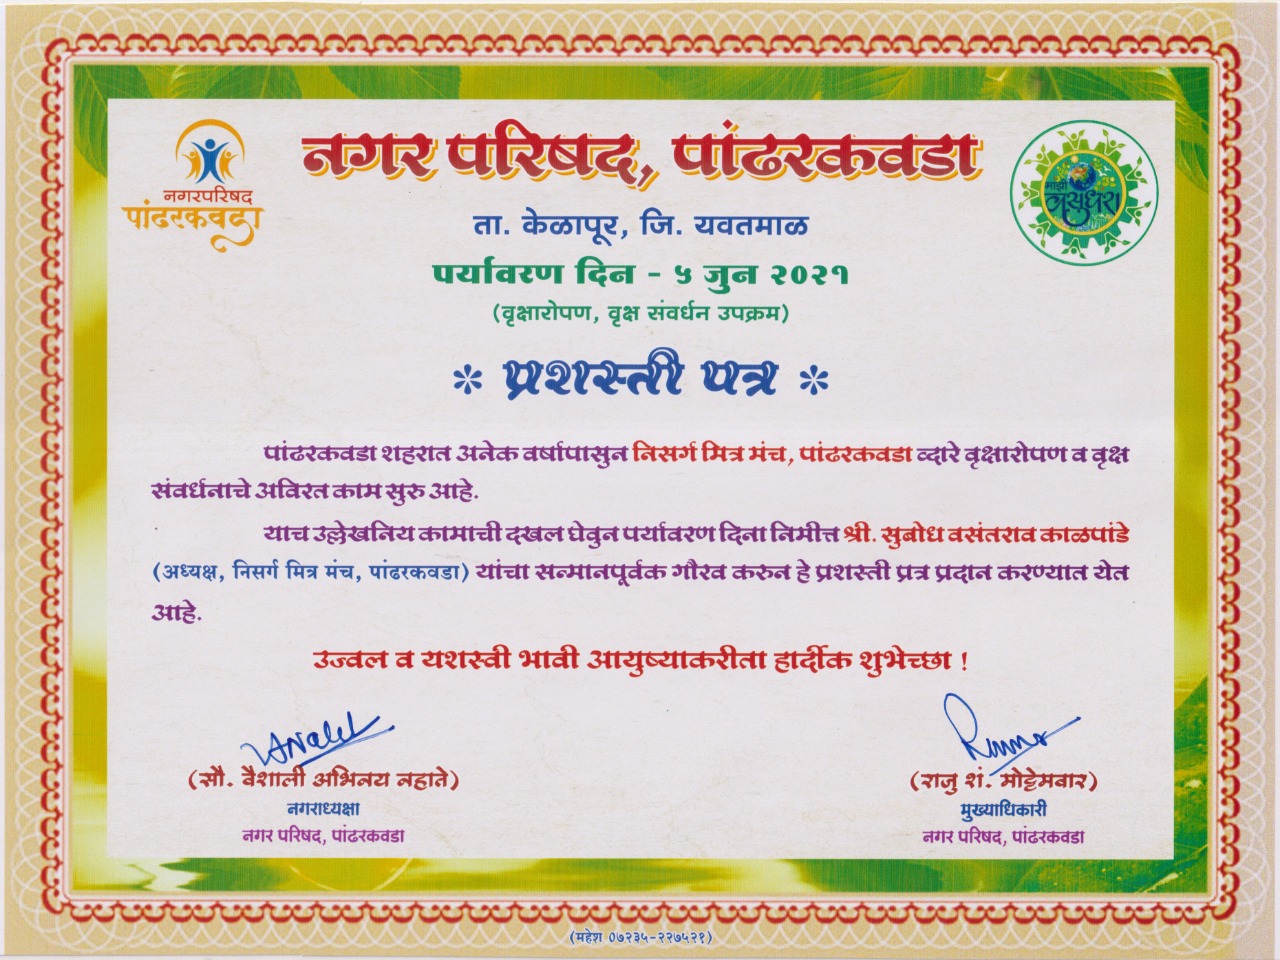 नगर परिषद, पांढरकवडा
नगरपरिषद
पांढरकवडा
माझी
वसुंधरा
ता. केळापूर, जि. यवतमाळ
पर्यावरण दिन - ५ जुन २०२१
(वृक्षारोपण, वृक्ष संवर्धन उपक्रम)
* प्रशस्ती पत्र *
पांढरकवडा शहरात अनेक वर्षापासुन निसर्ग मित्र मंच, पांढरकवडा व्दारे वृक्षारोपण व वृक्ष
संवर्धनाचे अविरत काम सुरु आहे.
याच उल्लेखनिय कामाची दखल घेवुन पर्यावरण दिना निमीत्त श्री. सुबोध वसंतराव काळपांडे
(अध्यक्ष, निसर्ग मित्र मंच, पांढरकवडा) यांचा सन्मानपूर्वक गौरव करुन हे प्रशस्ती प्रत्र प्रदान करण्यात येत
आहे.
उज्वल व यशस्वी भावी आयुष्याकरीता हार्दीक शुभेच्छा !
(सौ. वैशाली अभिनय नहाते)
नगराध्यक्षा
नगर परिषद, पांढरकवडा
(राजु शं. मोट्टेमवार)
मुख्याधिकारी
नगर परिषद, पांढरकवडा
(महेश ०७२३५-२२७५२१)